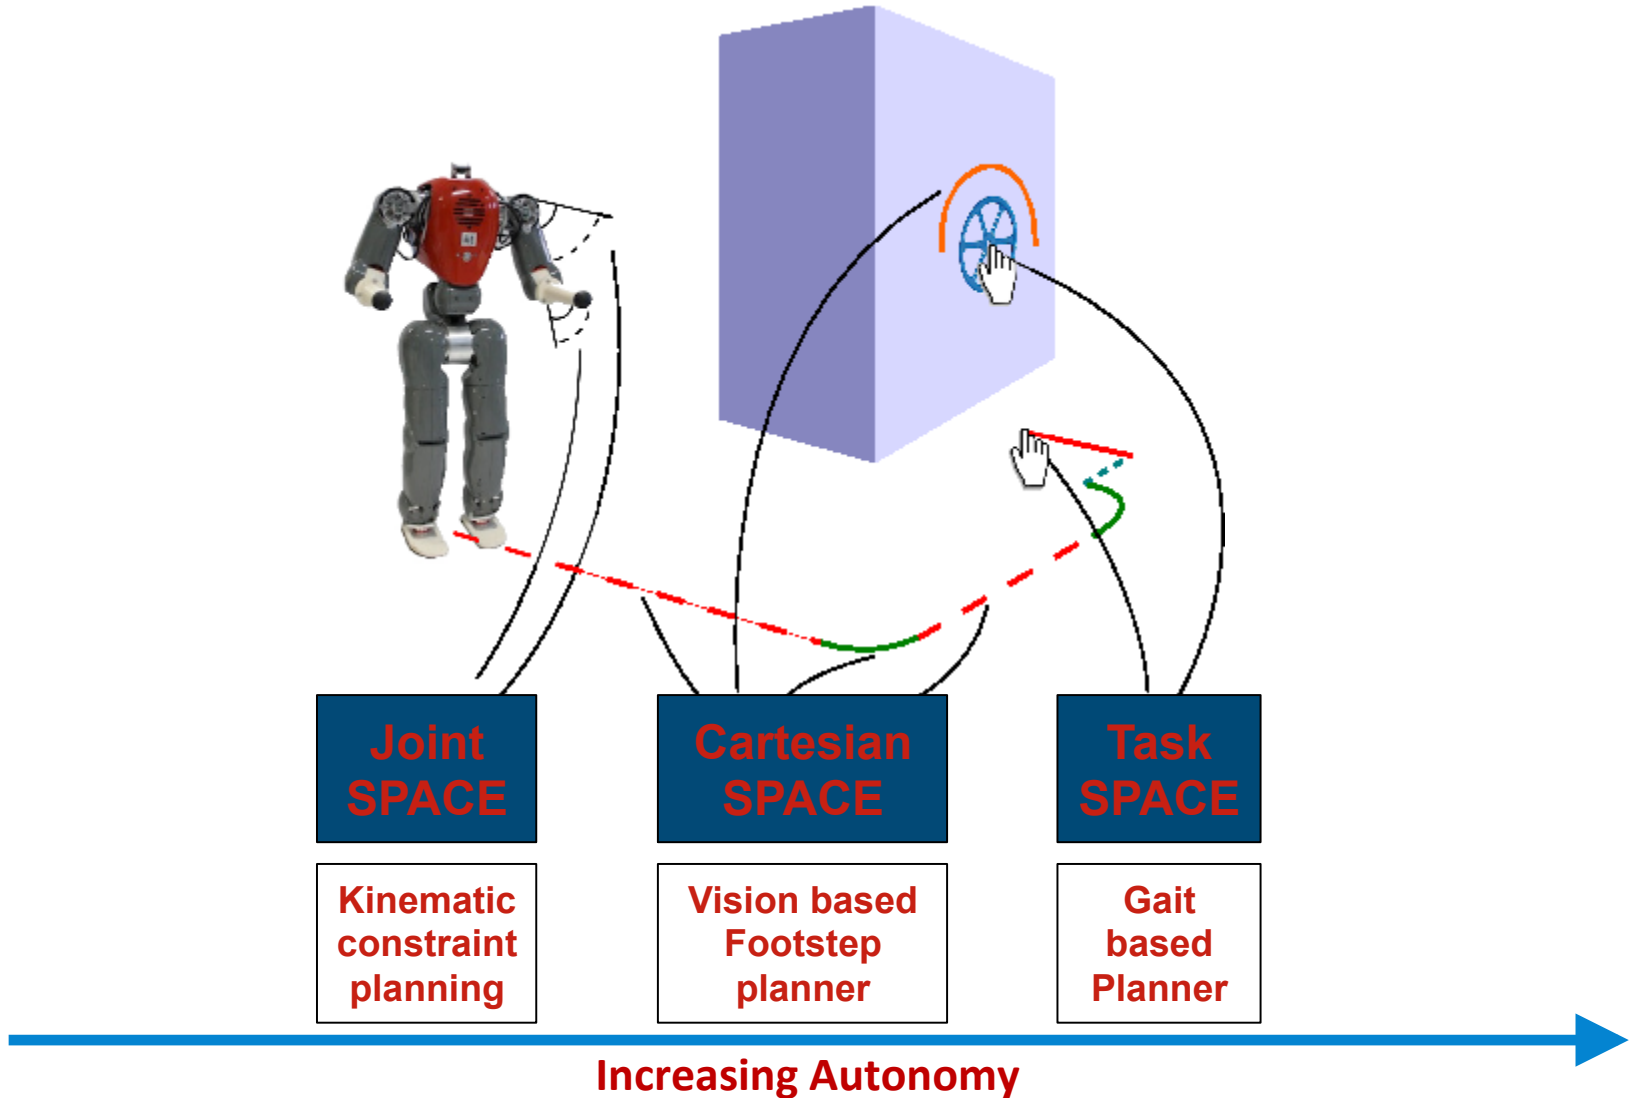 Joint
SPACE
Cartesian
SPACE
Task
SPACE
Kinematic
constraint
planning
Vision based
Footstep
planner
Gait
based
Planner
Increasing Autonomy